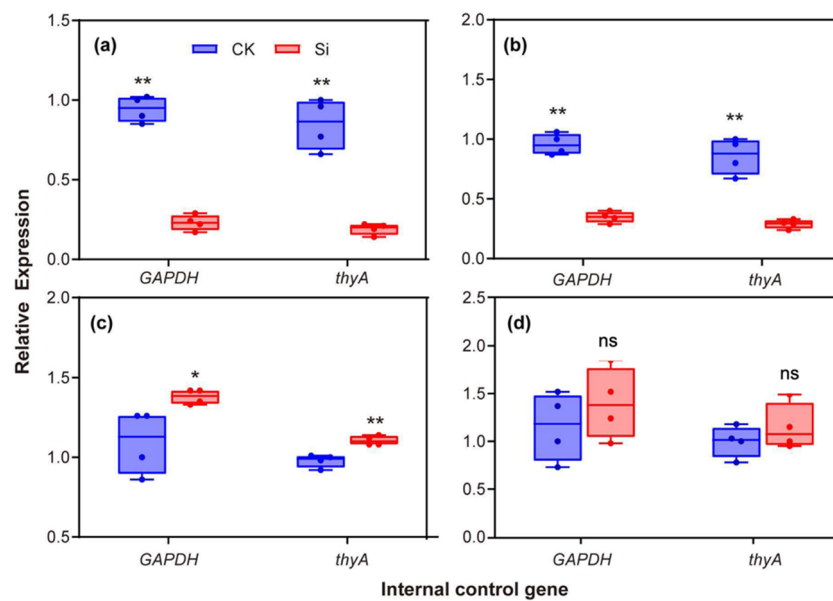 (a)
CK
Si
1.5
1.0
0.5
0.0
**
**
GAPDH
thyA
(b)
2.0
1.5
1.0
0.5
0.0
**
**
GAPDH
thyA
Relative Expression
(c)
2.0
1.5
1.0
0.5
*
**
GAPDH
thyA
(d)
2.5
2.0
1.5
1.0
0.5
0.0
ns
ns
GAPDH
thyA
Internal control gene